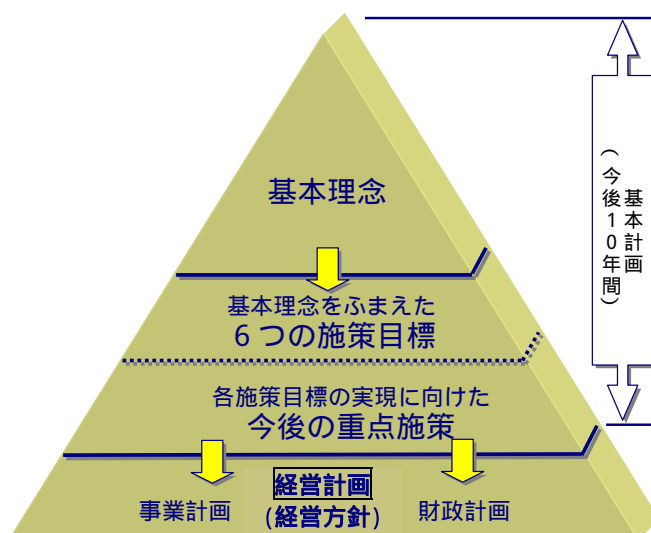 基本理念
基本理念をふまえた
６つの施策目標
各施策目標の実現に向けた
今後の重点施策
経営計画
(経営方針)
事業計画
財政計画
基本計画
(今後１０年間)